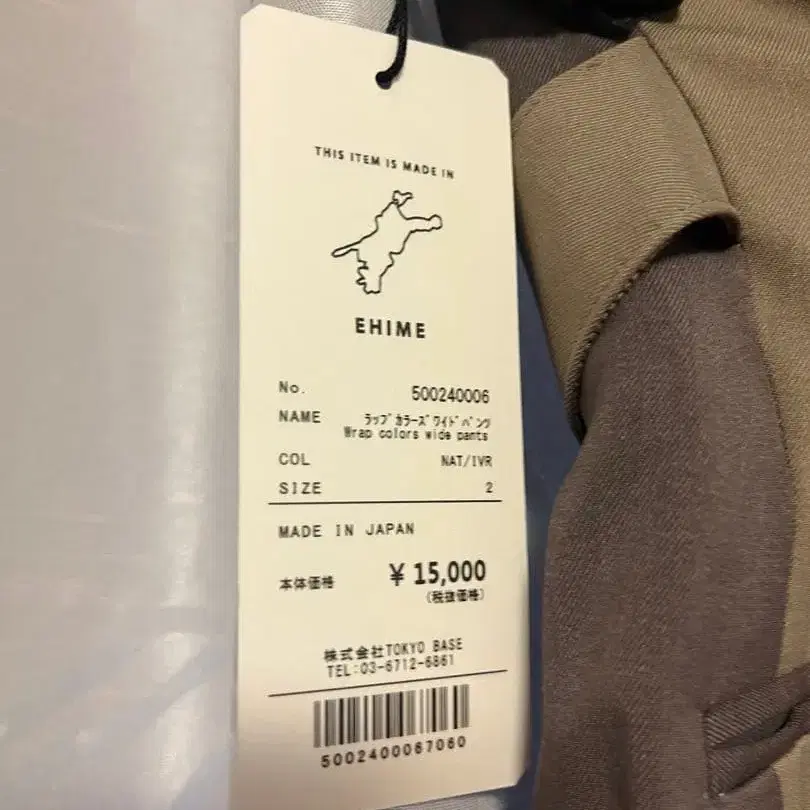 THIS ITEM IS MADE IN
EHIME
No. 500240006
NAME ラップカラーズワイドパンツ
Wrap colors wide pants
COL NAT/IVR
SIZE 2
MADE IN JAPAN
本体価格 ¥15,000
(税抜価格)
株式会社TOKYO BASE
TEL:03-6712-6861
5002400067060